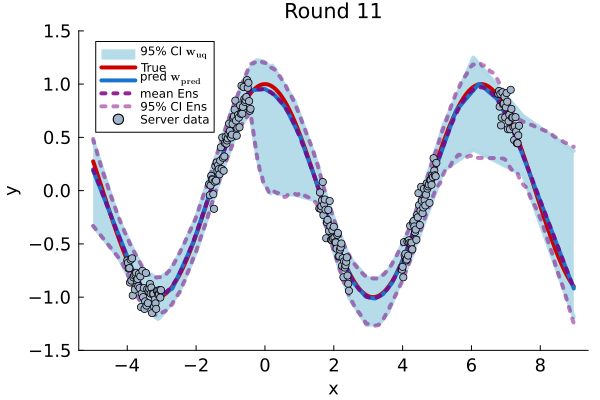 Round 11
1.5
1.0
0.5
0.0
−0.5
−1.0
−1.5
y
95% CI w_uq
True
pred w_pred
mean Ens
95% CI Ens
Server data
−4 −2 0 2 4 6 8
x